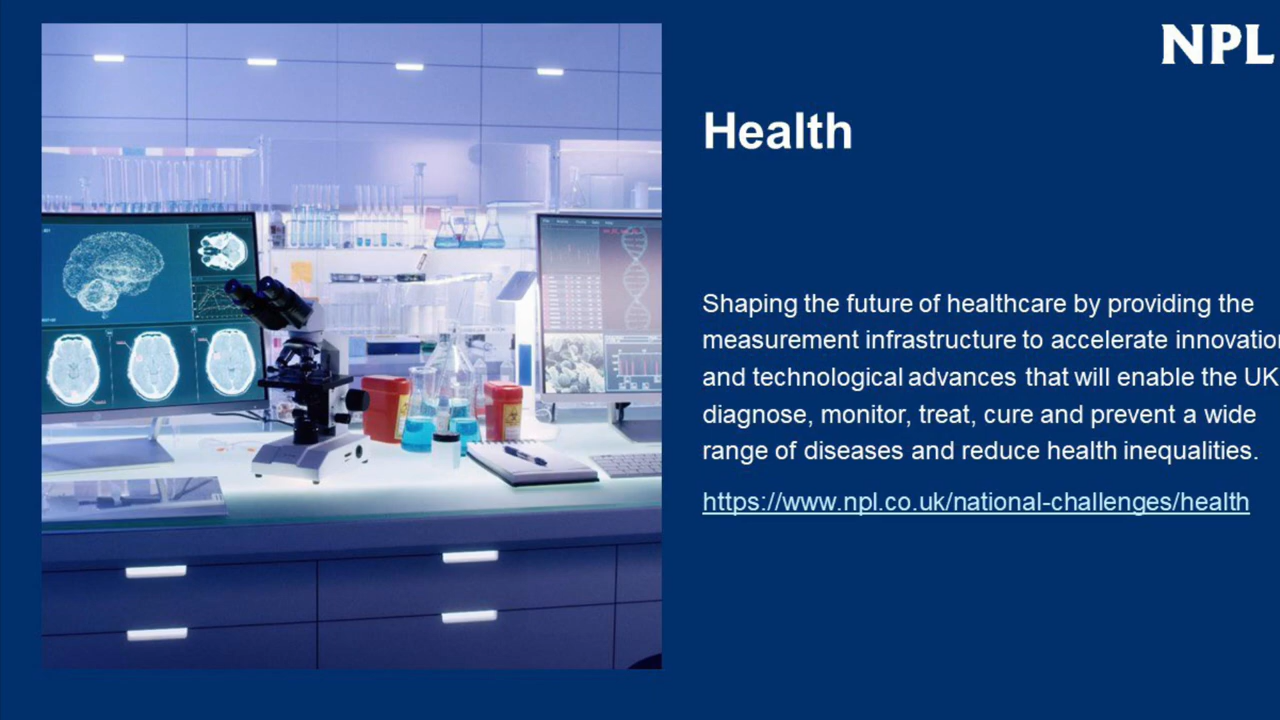 NPL
Health
Shaping the future of healthcare by providing the
measurement infrastructure to accelerate innovatio
and technological advances that will enable the UK
diagnose, monitor, treat, cure and prevent a wide
range of diseases and reduce health inequalities.
https://www.npl.co.uk/national-challenges/health